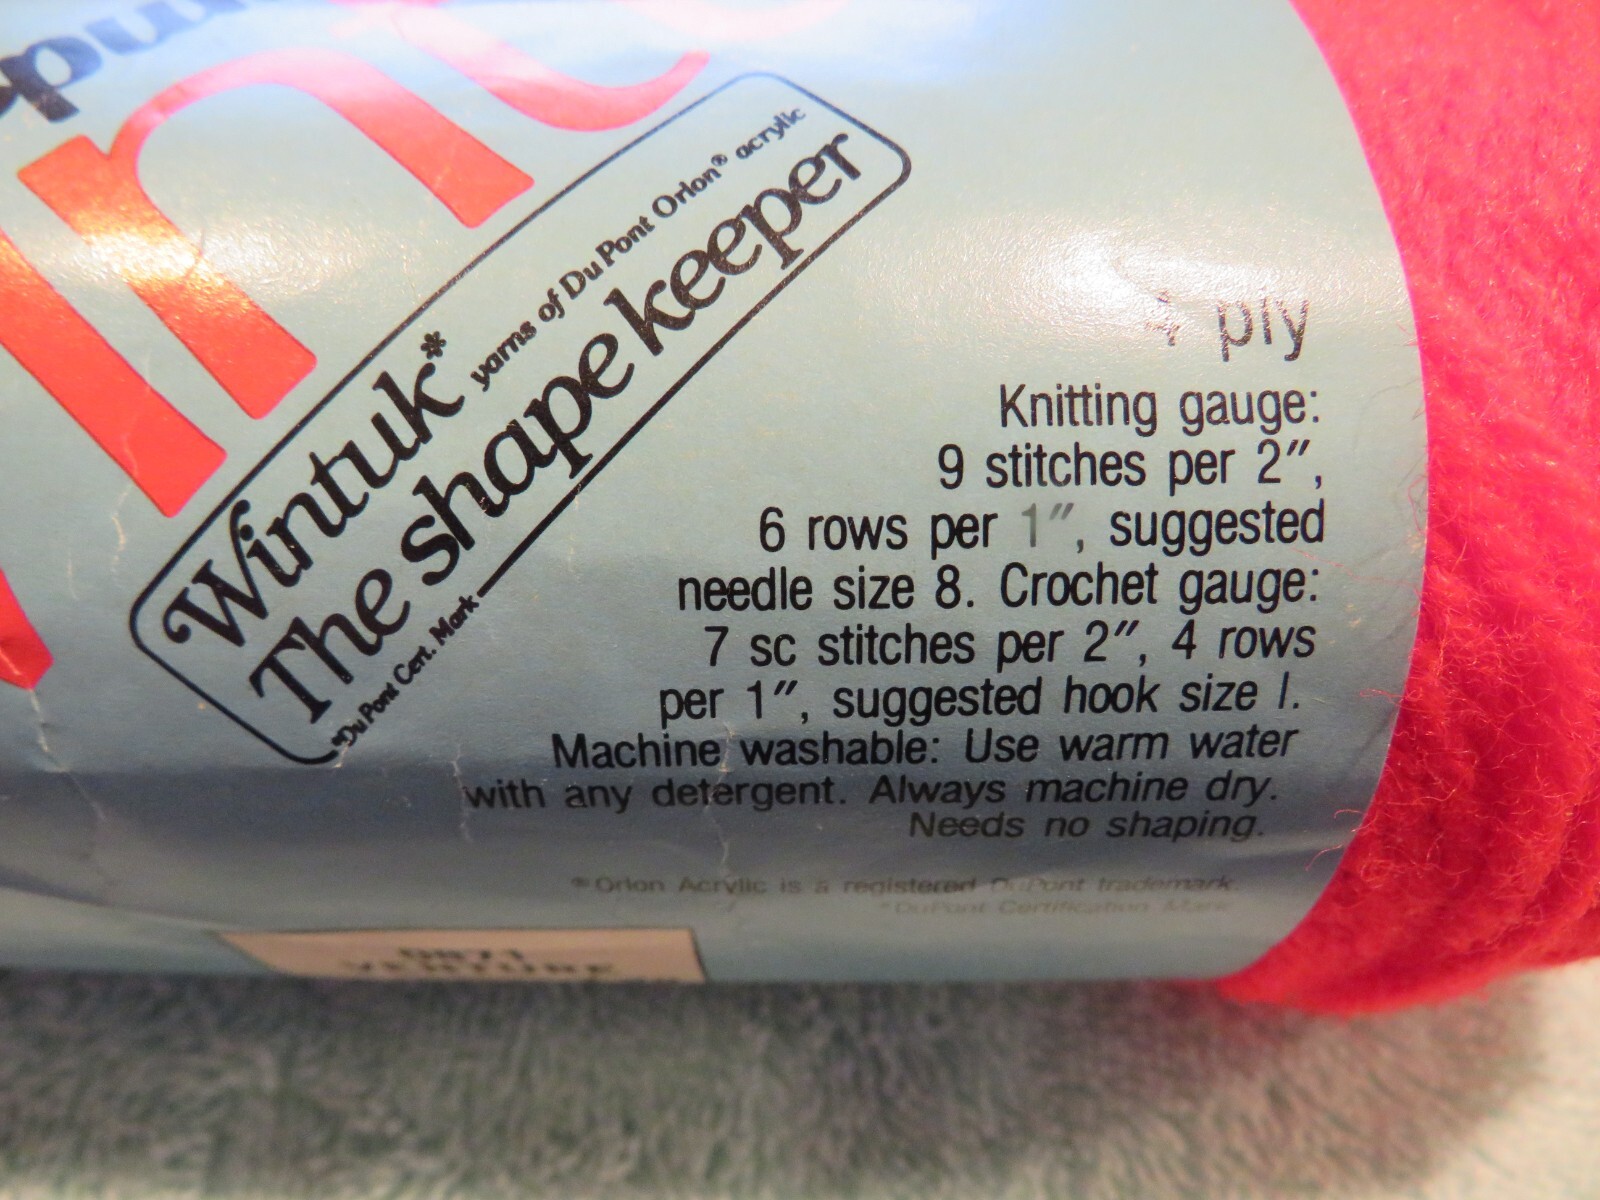 Wintuk* yarns of Du Pont Orlon® acrylic
The shape keeper
*Du Pont Cert. Mark
4 ply
Knitting gauge:
9 stitches per 2″,
6 rows per 1″, suggested
needle size 8. Crochet gauge:
7 sc stitches per 2″, 4 rows
per 1″, suggested hook size I.
Machine washable: Use warm water
with any detergent. Always machine dry.
Needs no shaping.
®Orlon Acrylic is a registered DuPont trademark.
*DuPont Certification Mark
VENTURE